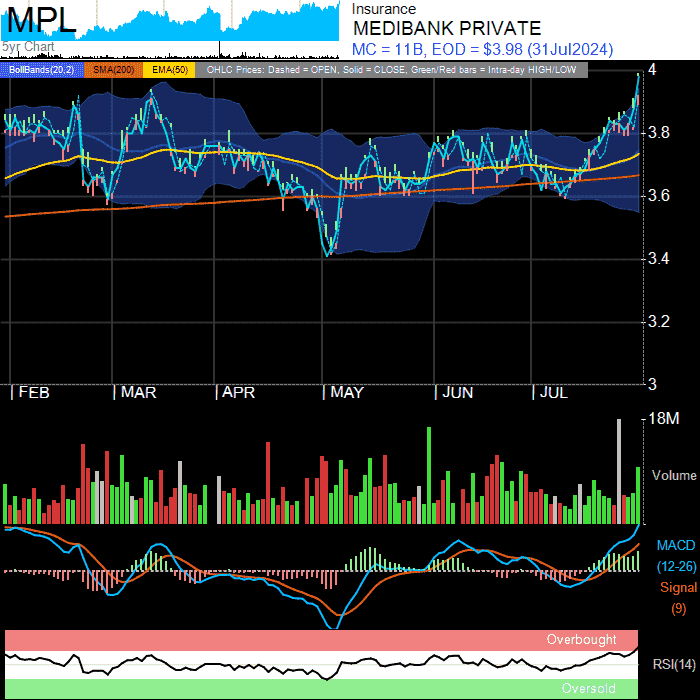 MPL
Insurance
MEDIBANK PRIVATE
5yr Chart
MC = 11B, EOD = $3.98 (31Jul2024)
BollBands(20,2) SMA(200) EMA(50) OHLC Prices: Dashed = OPEN, Solid = CLOSE, Green/Red bars = Intra-day HIGH/LOW
4
3.8
3.6
3.4
3.2
3
FEB MAR APR MAY JUN JUL
18M
Volume
MACD
(12-26)
Signal
(9)
Overbought
RSI(14)
Oversold